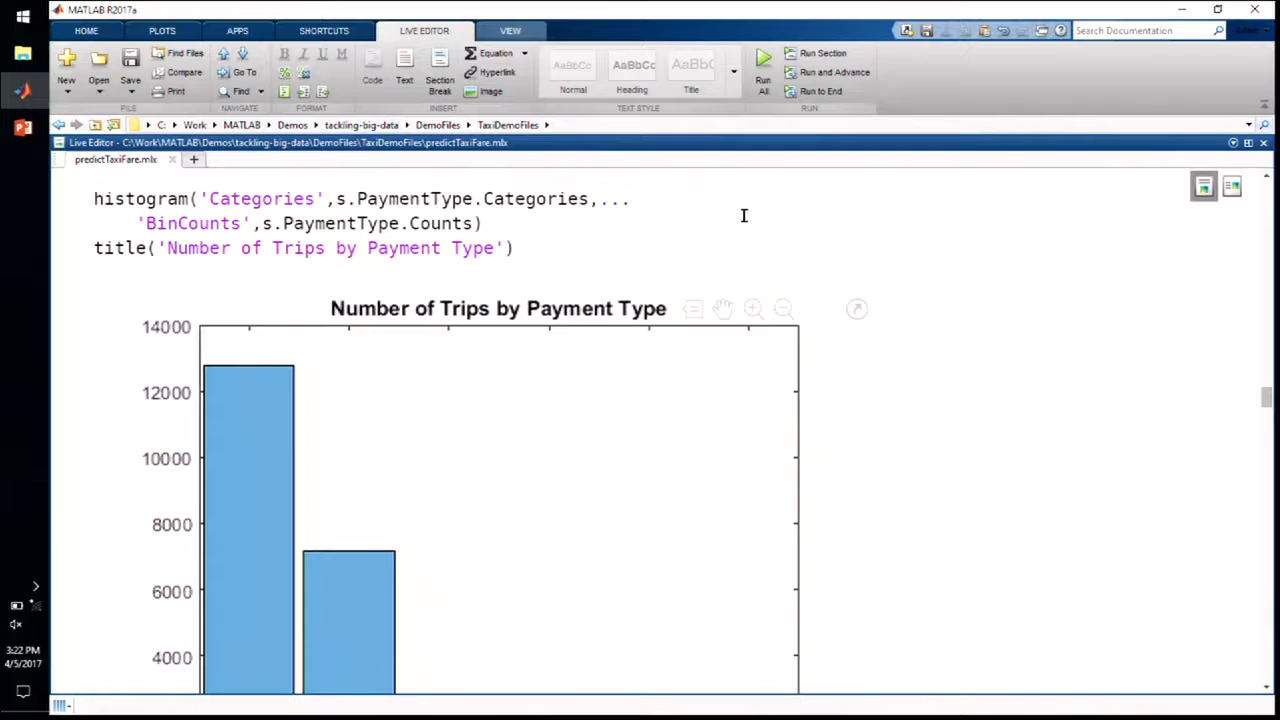 MATLAB R2017a
HOME PLOTS APPS SHORTCUTS LIVE EDITOR VIEW
Search Documentation
New Open Save Find Files Compare Print
Go To Find
B I U M
Code Text Section Break Equation Hyperlink Image
AaBbCc Normal AaBbCc Heading AaBbC Title
Run All Run Section Run and Advance Run to End
FILE NAVIGATE FORMAT INSERT TEXT STYLE RUN
C: Work MATLAB Demos tackling-big-data DemoFiles TaxiDemoFiles
Live Editor - C:\Work\MATLAB\Demos\tackling-big-data\DemoFiles\TaxiDemoFiles\predictTaxiFare.mlx
predictTaxiFare.mlx
histogram('Categories',s.PaymentType.Categories,...
'BinCounts',s.PaymentType.Counts)
title('Number of Trips by Payment Type')
Number of Trips by Payment Type
14000
12000
10000
8000
6000
4000
3:22 PM
4/5/2017